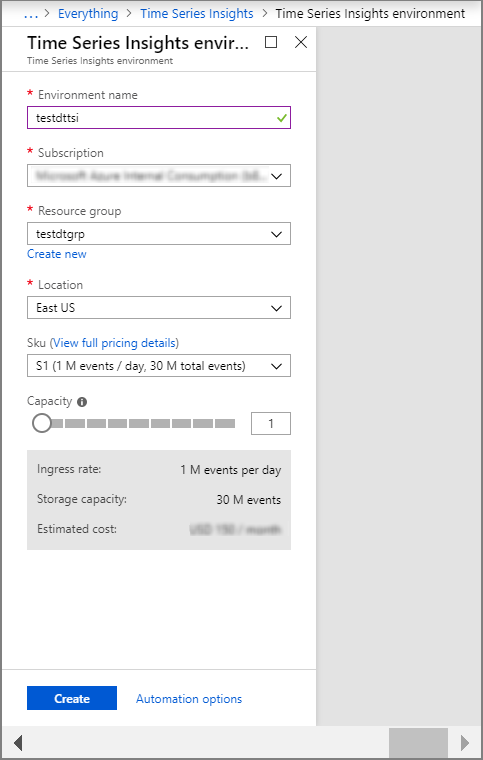 ... > Everything > Time Series Insights > Time Series Insights environment
Time Series Insights envir...
Time Series Insights environment
* Environment name
testdttsi
* Subscription
* Resource group
testdtgrp
Create new
* Location
East US
Sku (View full pricing details)
S1 (1 M events / day, 30 M total events)
Capacity
1
Ingress rate: 1 M events per day
Storage capacity: 30 M events
Estimated cost:
Create Automation options